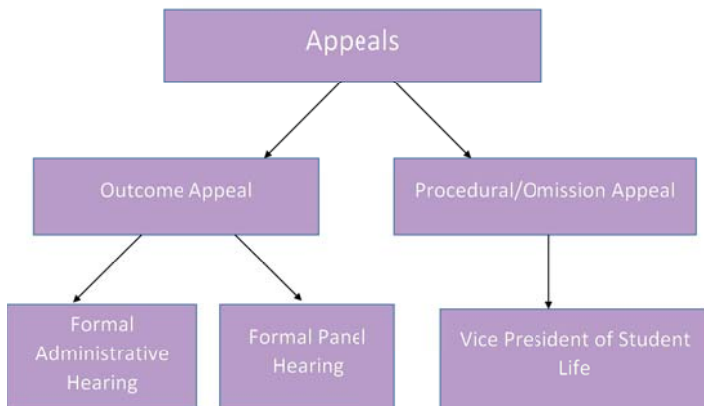 Appeals
Outcome Appeal
Procedural/Omission Appeal
Formal
Administrative
Hearing
Formal Panel
Hearing
Vice President of Student
Life